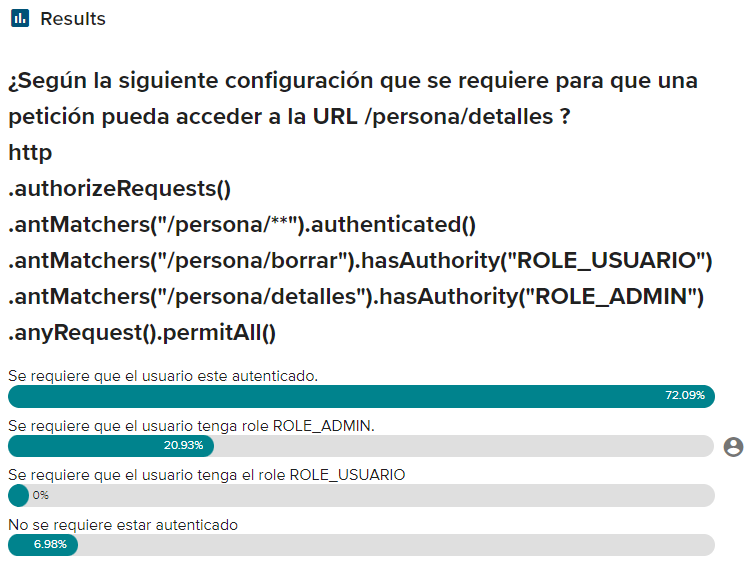 Results
¿Según la siguiente configuración que se requiere para que una
petición pueda acceder a la URL /persona/detalles ?
http
.authorizeRequests()
.antMatchers("/persona/**").authenticated()
.antMatchers("/persona/borrar").hasAuthority("ROLE_USUARIO")
.antMatchers("/persona/detalles").hasAuthority("ROLE_ADMIN")
.anyRequest().permitAll()
Se requiere que el usuario este autenticado.
72.09%
Se requiere que el usuario tenga role ROLE_ADMIN.
20.93%
Se requiere que el usuario tenga el role ROLE_USUARIO
0%
No se requiere estar autenticado
6.98%